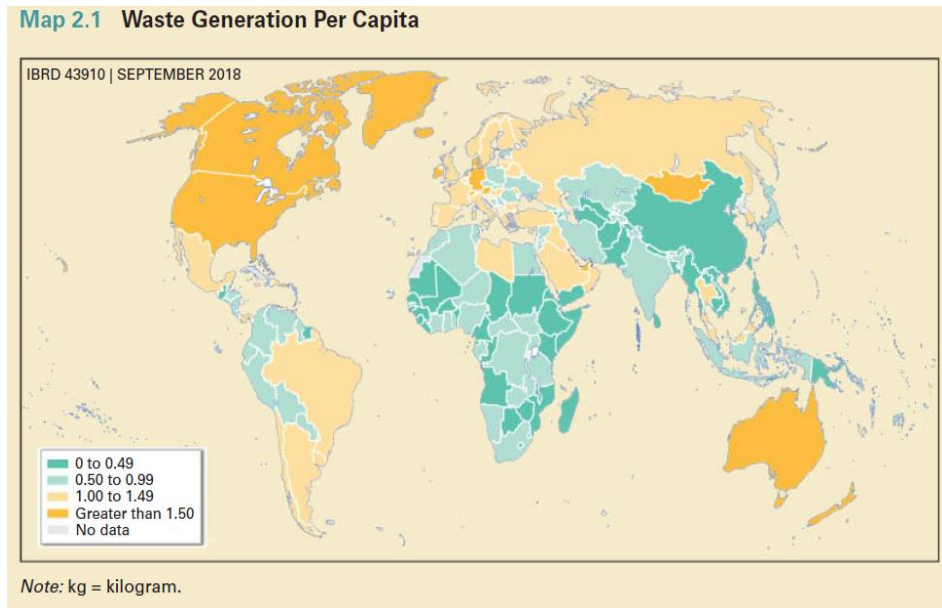 Map 2.1 Waste Generation Per Capita
IBRD 43910 | SEPTEMBER 2018
0 to 0.49
0.50 to 0.99
1.00 to 1.49
Greater than 1.50
No data
Note: kg = kilogram.